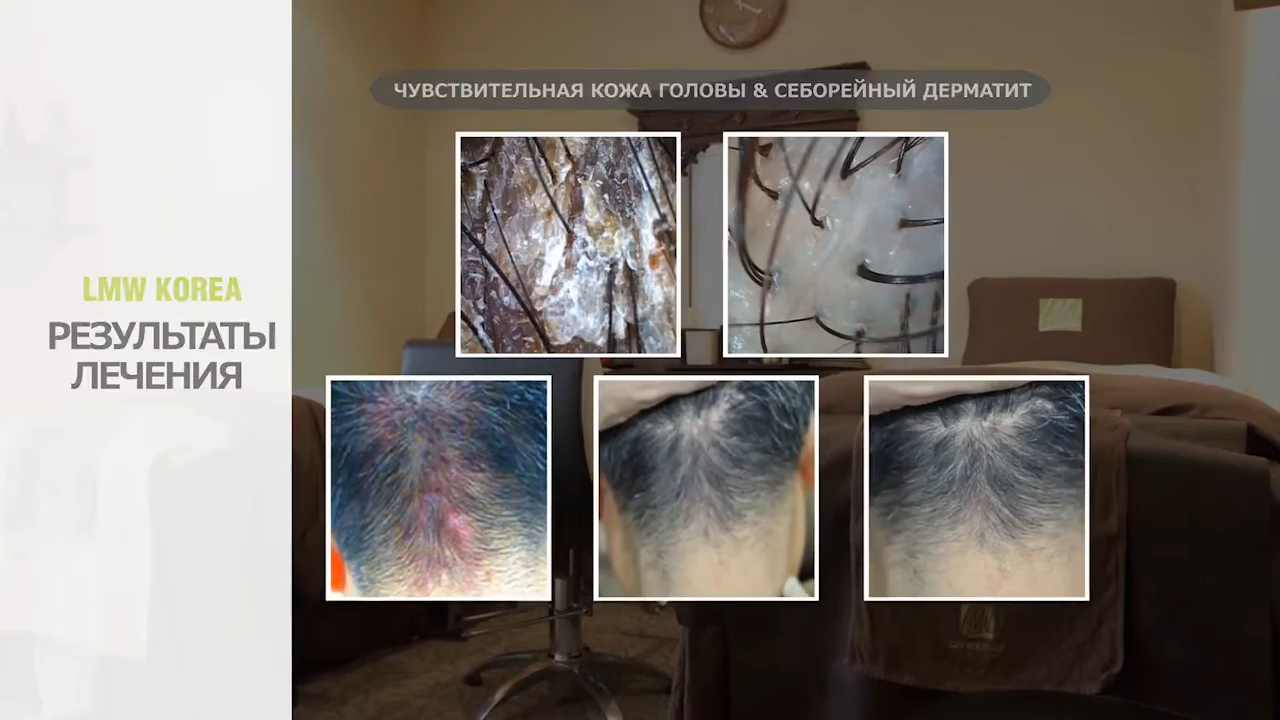 ЧУВСТВИТЕЛЬНАЯ КОЖА ГОЛОВЫ & СЕБОРЕЙНЫЙ ДЕРМАТИТ
LMW KOREA
РЕЗУЛЬТАТЫ
ЛЕЧЕНИЯ